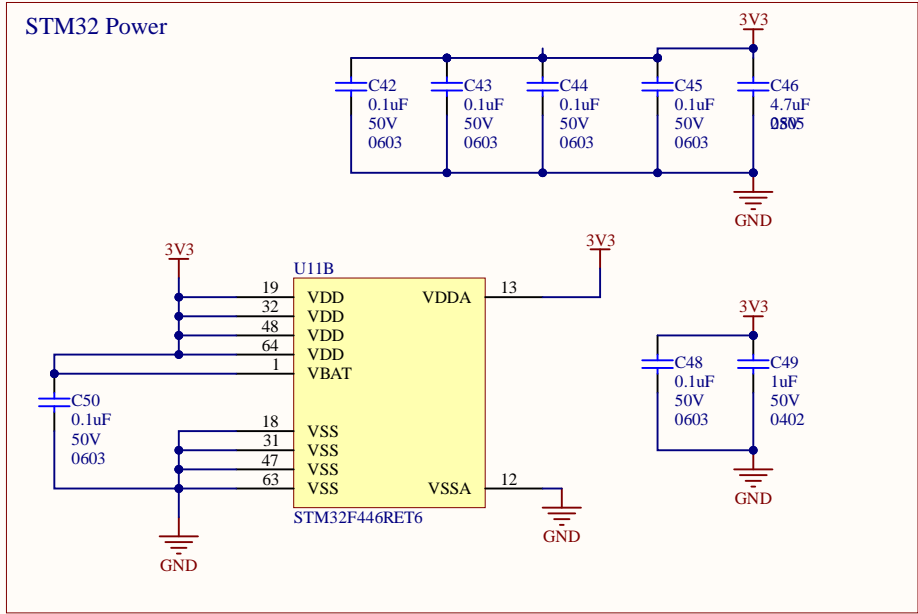 STM32 Power
3V3
C42
0.1uF
50V
0603
C43
0.1uF
50V
0603
C44
0.1uF
50V
0603
C45
0.1uF
50V
0603
C46
4.7uF
GND
3V3
U11B
19 VDD
32 VDD
48 VDD
64 VDD
1 VBAT
18 VSS
31 VSS
47 VSS
63 VSS
VDDA 13
VSSA 12
STM32F446RET6
3V3
GND
C50
0.1uF
50V
0603
GND
3V3
C48
0.1uF
50V
0603
C49
1uF
50V
0402
GND